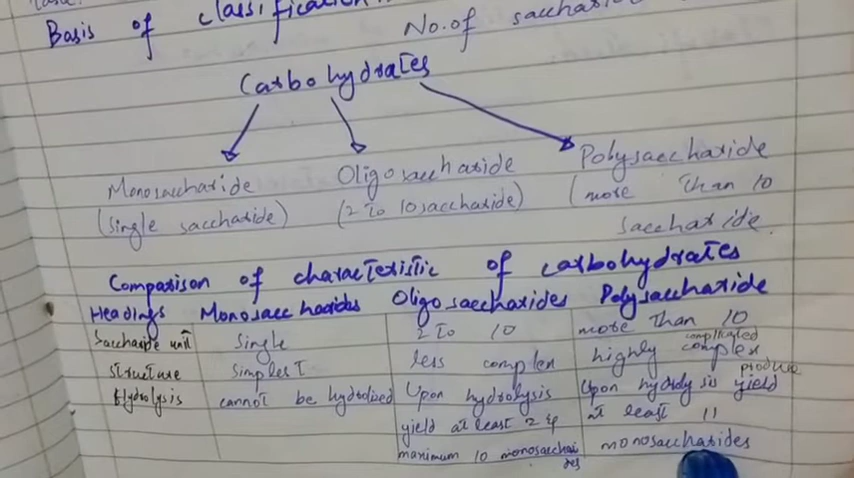 Basis of classification
No. of
Carbohydrates
Monosaccharide
(single saccharide)
Oligosaccharide
(2 to 10 saccharide)
Polysaccharide
(more than 10
saccharide
Comparison of characteristic of carbohydrates
Headings Monosaccharides Oligosaccharides Polysaccharide
Saccharide unit single 2 to 10 more than 10
structure simplest less complex highly complex
complicated
Hydrolysis cannot be hydrolised Upon hydrolysis Upon hydrolysis yield
produce
yield at least 2 & at least 11
maximum 10 monosacchai monosaccharides
des